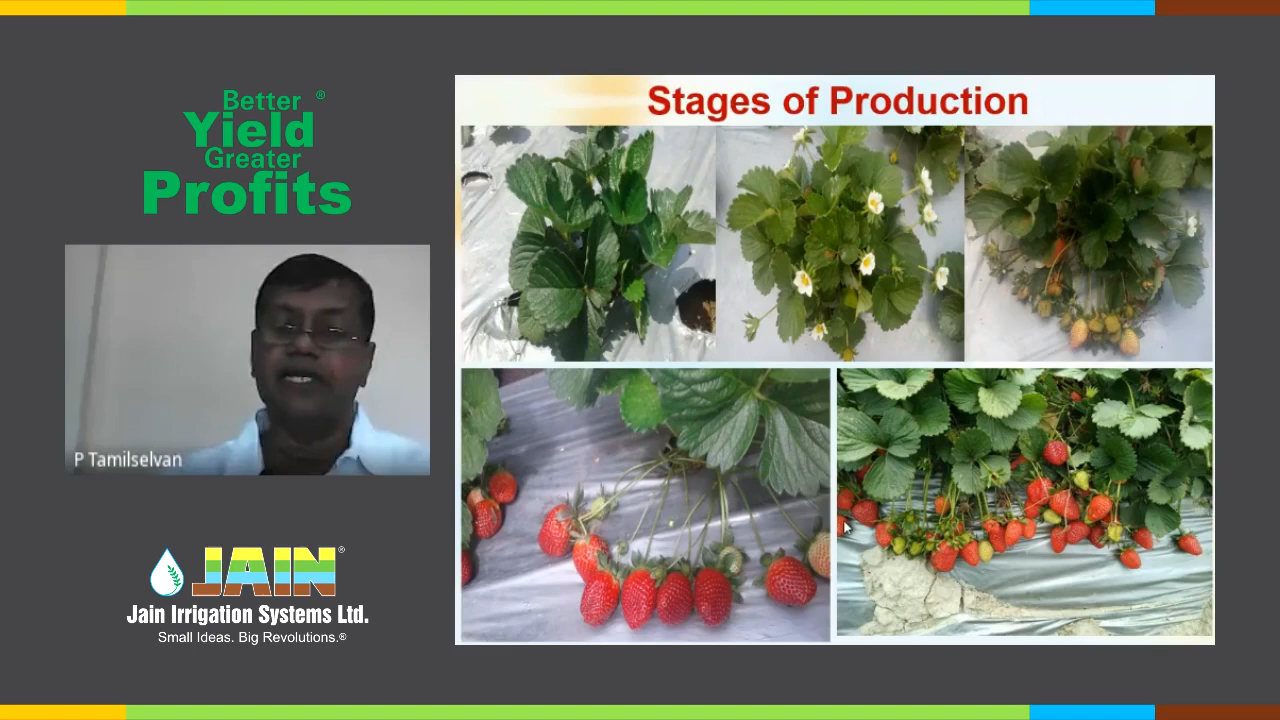 Better ®
Yield
Greater
Profits
P Tamilselvan
JAIN®
Jain Irrigation Systems Ltd.
Small Ideas. Big Revolutions.®
Stages of Production